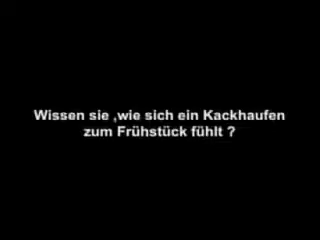 Wissen sie ,wie sich ein Kackhaufen
zum Frühstück fühlt ?